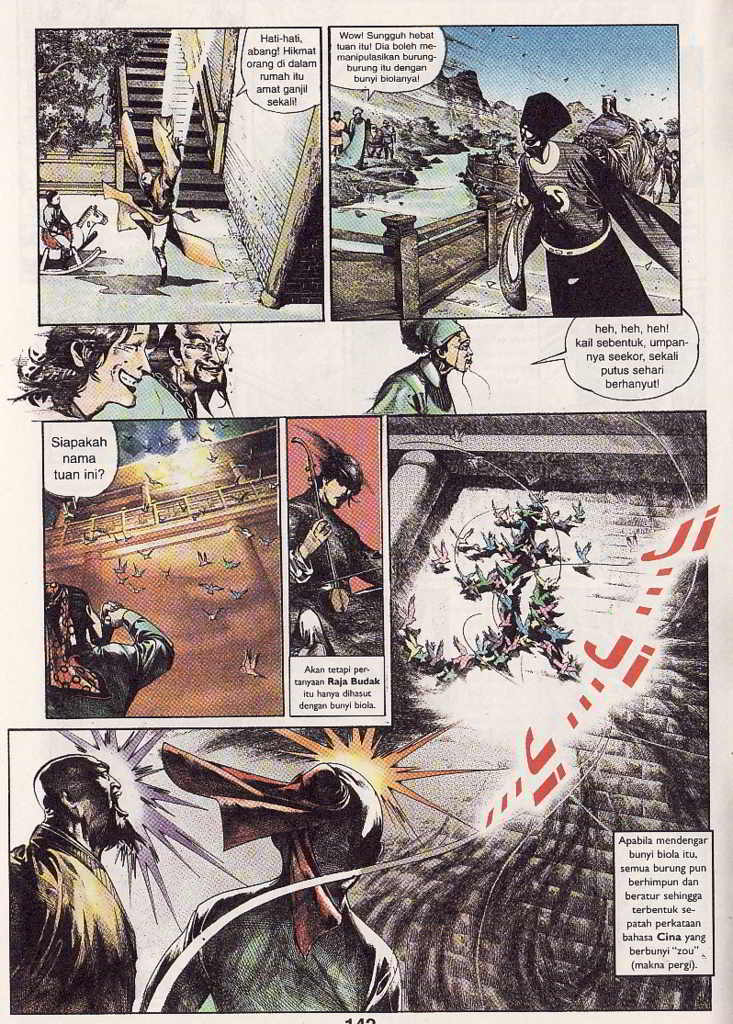 Hati-hati,
abang! Hikmat
orang di dalam
rumah itu
amat ganjil
sekali!
Wow! Sungguh hebat
tuan itu! Dia boleh me-
manipulasikan burung-
burung itu dengan
bunyi biolanya!
heh, heh, heh!
kail sebentuk, umpan-
nya seekor, sekali
putus sehari
berhanyut!
Siapakah
nama
tuan ini?
Akan tetapi per-
tanyaan Raja Budak
itu hanya dihasut
dengan bunyi biola.
Ji....Ji....Ji....
Apabila mendengar
bunyi biola itu,
semua burung pun
berhimpun dan
beratur sehingga
terbentuk se-
patah perkataan
bahasa Cina yang
berbunyi "zou"
(makna pergi).
142